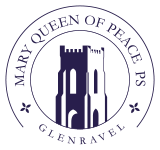 MARY QUEEN OF PEACE PS
GLENRAVEL